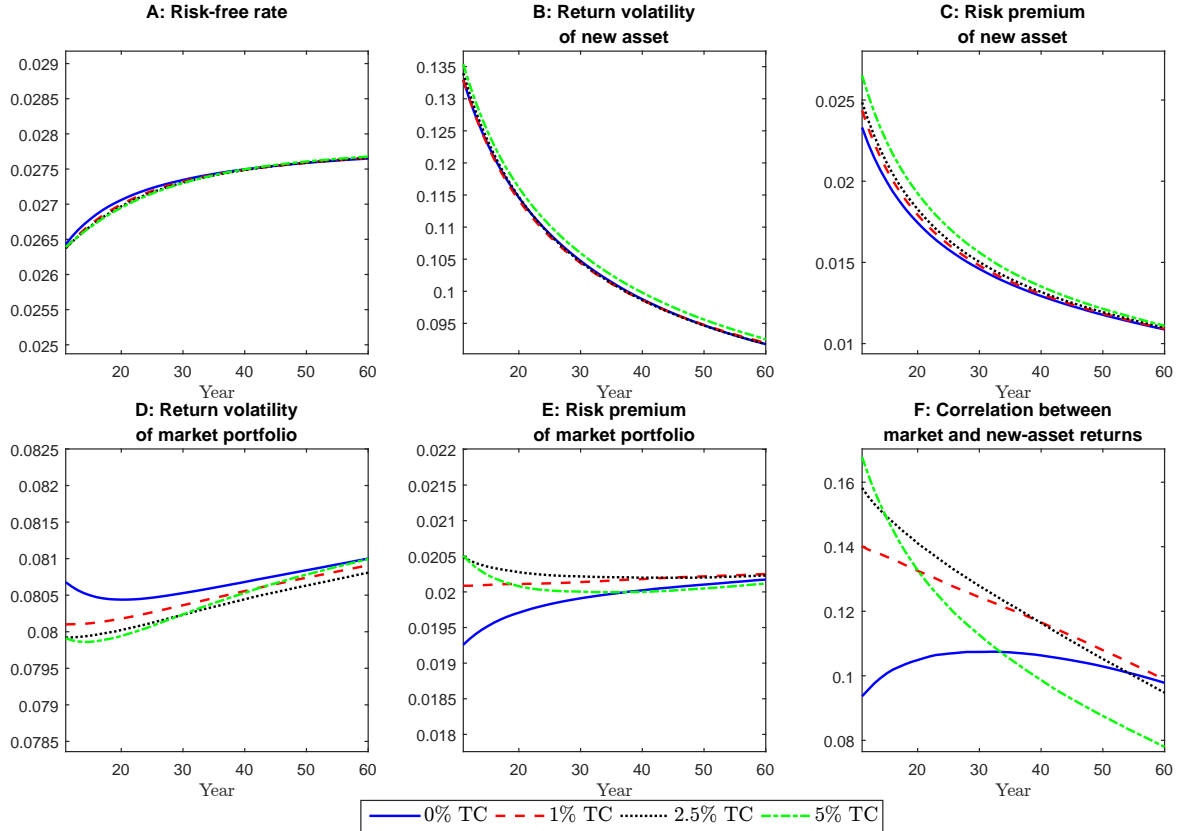 A: Risk-free rate
0.029
0.0285
0.028
0.0275
0.027
0.0265
0.026
0.0255
0.025
20 30 40 50 60
Year
B: Return volatility
of new asset
0.135
0.13
0.125
0.12
0.115
0.11
0.105
0.1
0.095
20 30 40 50 60
Year
C: Risk premium
of new asset
0.025
0.02
0.015
0.01
20 30 40 50 60
Year
D: Return volatility
of market portfolio
0.0825
0.082
0.0815
0.081
0.0805
0.08
0.0795
0.079
0.0785
20 30 40 50 60
Year
E: Risk premium
of market portfolio
0.022
0.0215
0.021
0.0205
0.02
0.0195
0.019
0.0185
0.018
20 30 40 50 60
Year
F: Correlation between
market and new-asset returns
0.16
0.14
0.12
0.1
0.08
20 30 40 50 60
Year
0% TC 1% TC 2.5% TC 5% TC